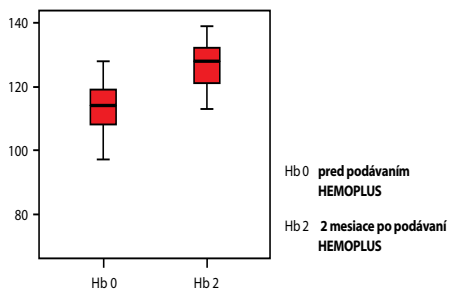 140
120
100
80
Hb 0
Hb 2
Hb 0 pred podávaním
HEMOPLUS
Hb 2 2 mesiace po podávaní
HEMOPLUS